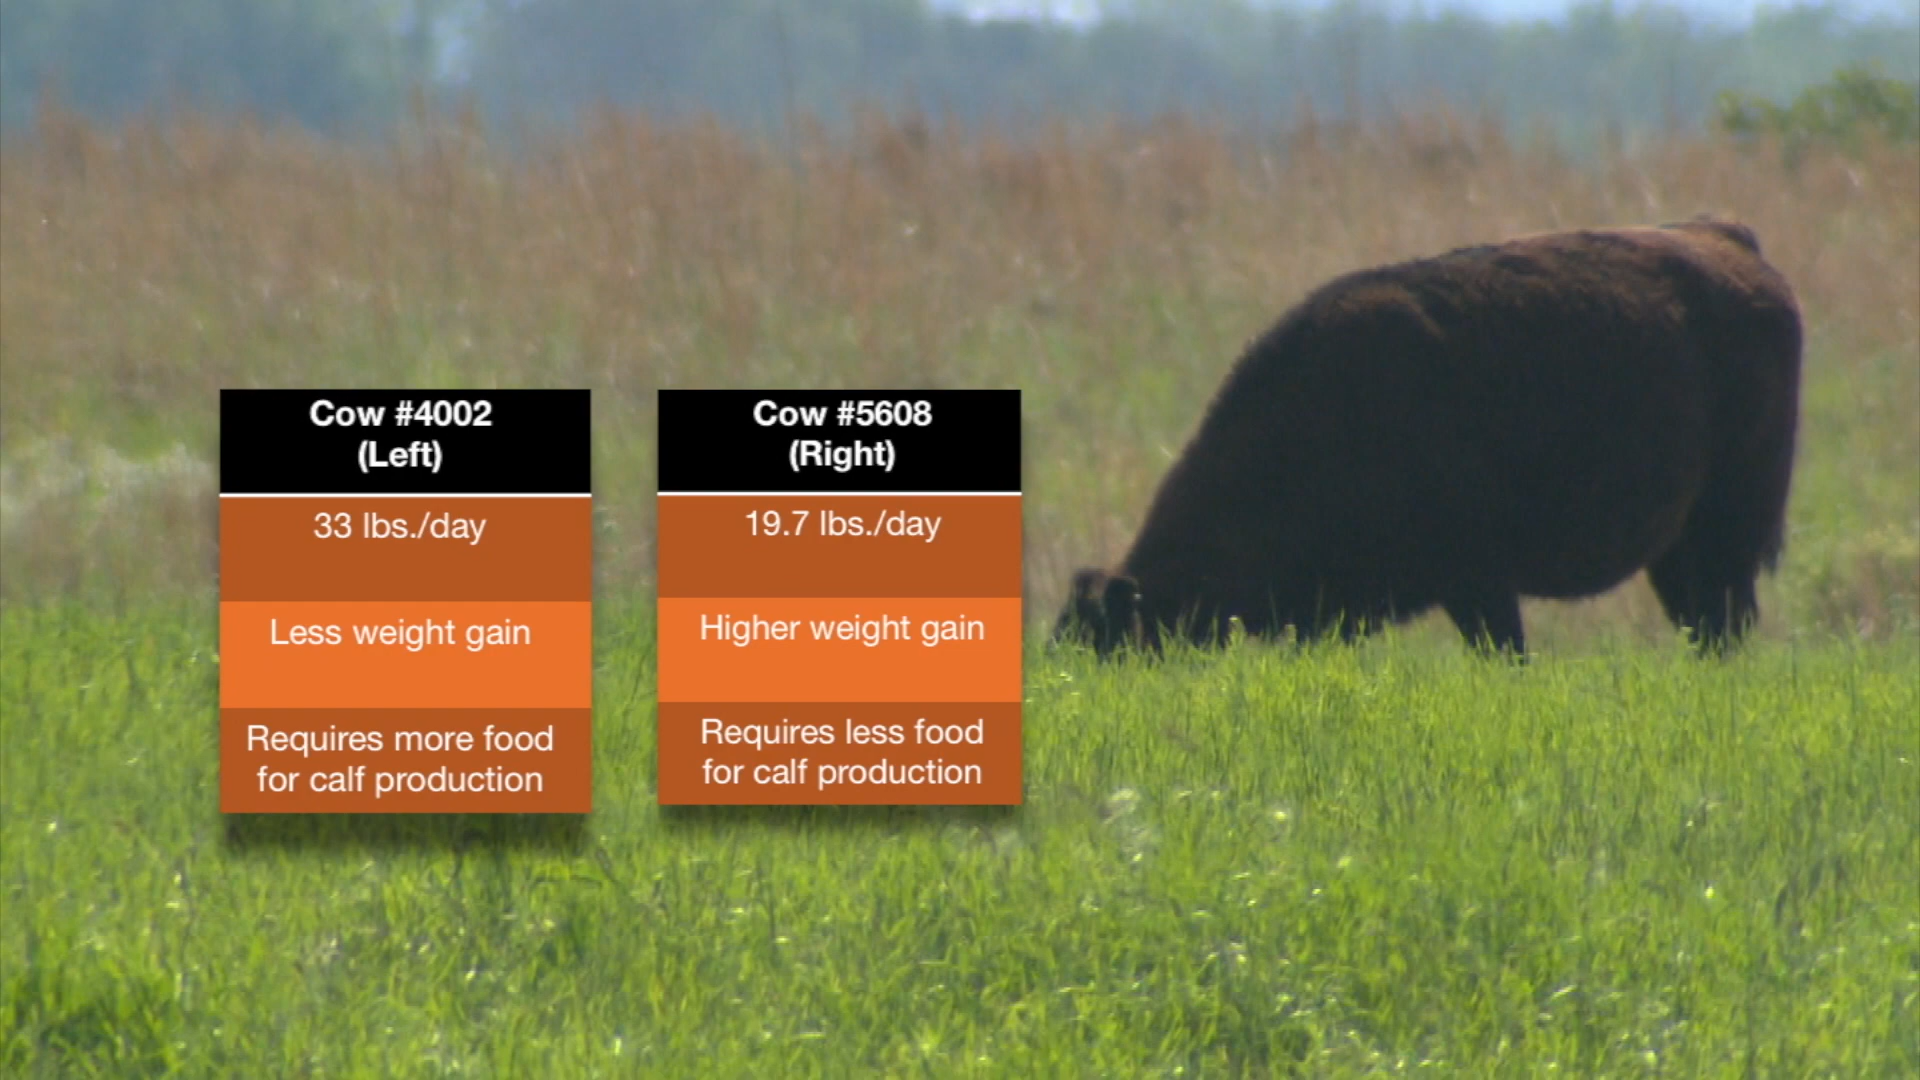 Cow #4002
(Left)
33 lbs./day
Less weight gain
Requires more food
for calf production
Cow #5608
(Right)
19.7 lbs./day
Higher weight gain
Requires less food
for calf production